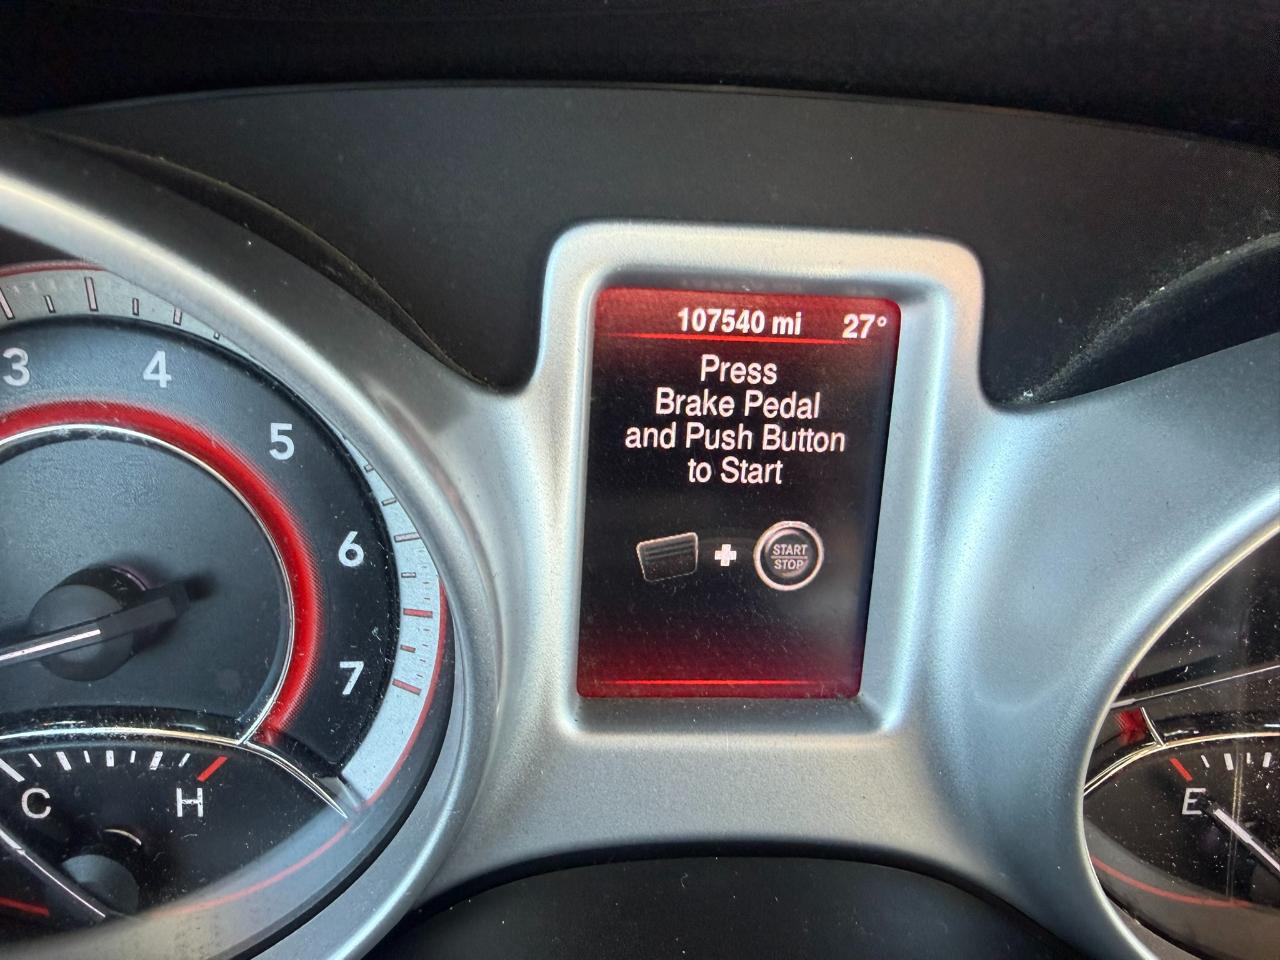 107540 mi 27°
Press
Brake Pedal
and Push Button
to Start
START
STOP
3
4
5
6
7
C
H
E